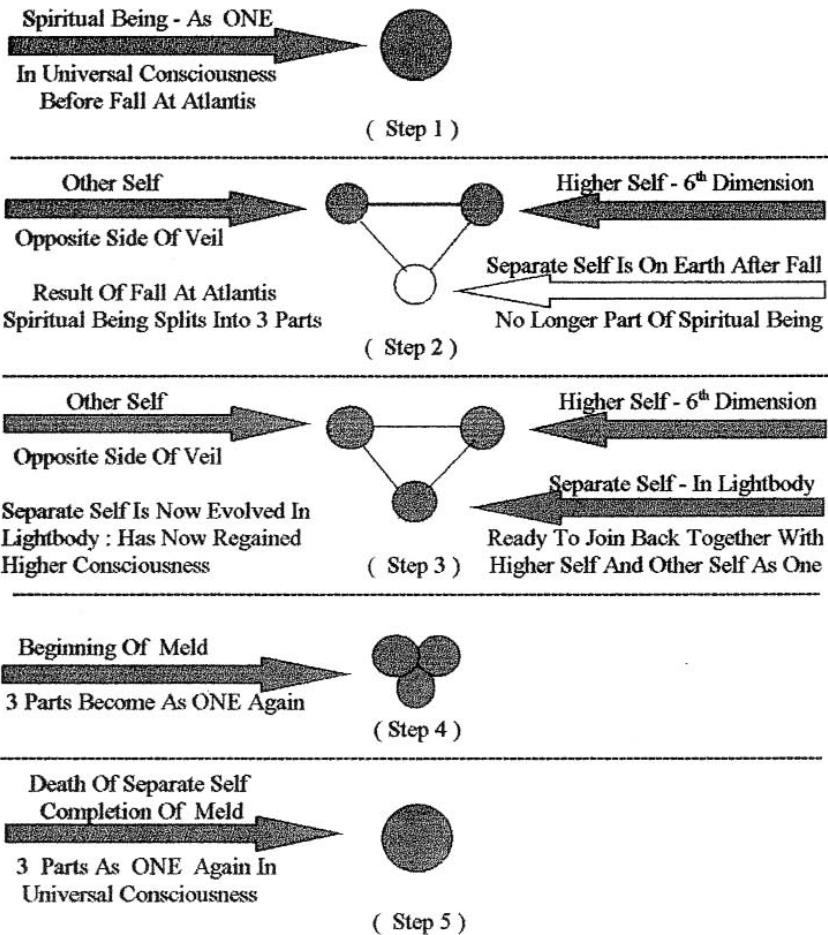 Spiritual Being - As ONE
In Universal Consciousness
Before Fall At Atlantis
( Step 1 )
Other Self
Opposite Side Of Veil
Higher Self - 6th Dimension
Separate Self Is On Earth After Fall
No Longer Part Of Spiritual Being
Result Of Fall At Atlantis
Spiritual Being Splits Into 3 Parts
( Step 2 )
Other Self
Opposite Side Of Veil
Higher Self - 6th Dimension
Separate Self - In Lightbody
Ready To Join Back Together With
Higher Self And Other Self As One
Separate Self Is Now Evolved In
Lightbody : Has Now Regained
Higher Consciousness
( Step 3 )
Beginning Of Meld
3 Parts Become As ONE Again
( Step 4 )
Death Of Separate Self
Completion Of Meld
3 Parts As ONE Again In
Universal Consciousness
( Step 5 )